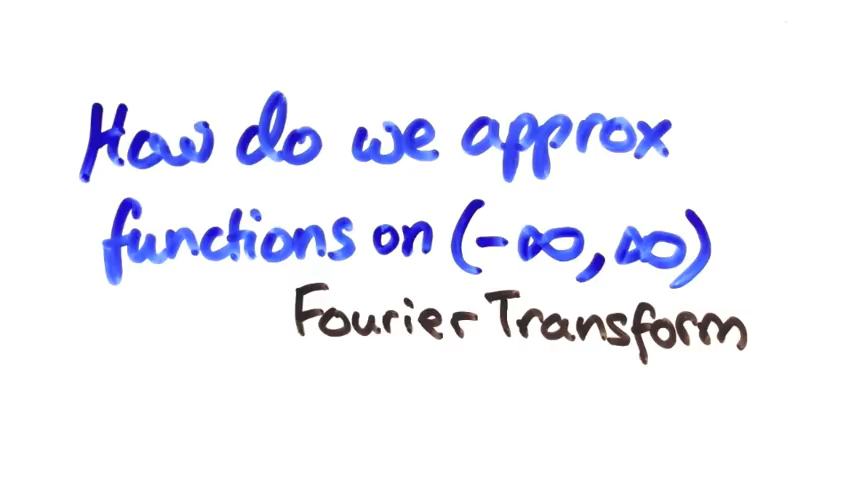 How do we approx
functions on (-∞, ∞)
Fourier Transform